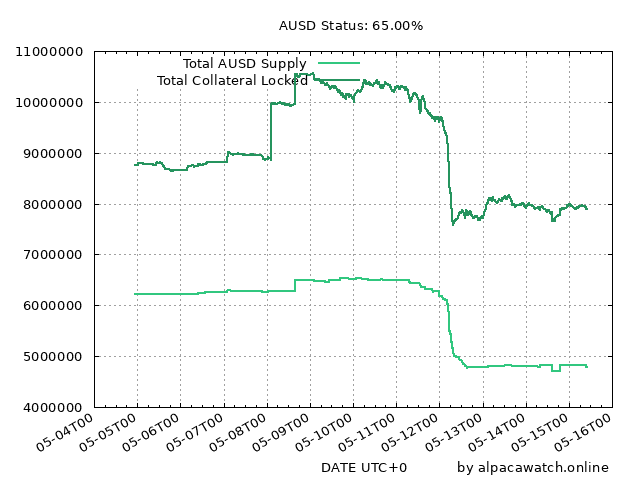 AUSD Status: 65.00%
11000000
10000000
9000000
8000000
7000000
6000000
5000000
4000000
Total AUSD Supply
Total Collateral Locked
05-04T00
05-05T00
05-06T00
05-07T00
05-08T00
05-09T00
05-10T00
05-11T00
05-12T00
05-13T00
05-14T00
05-15T00
05-16T00
DATE UTC+0
by alpacawatch.online